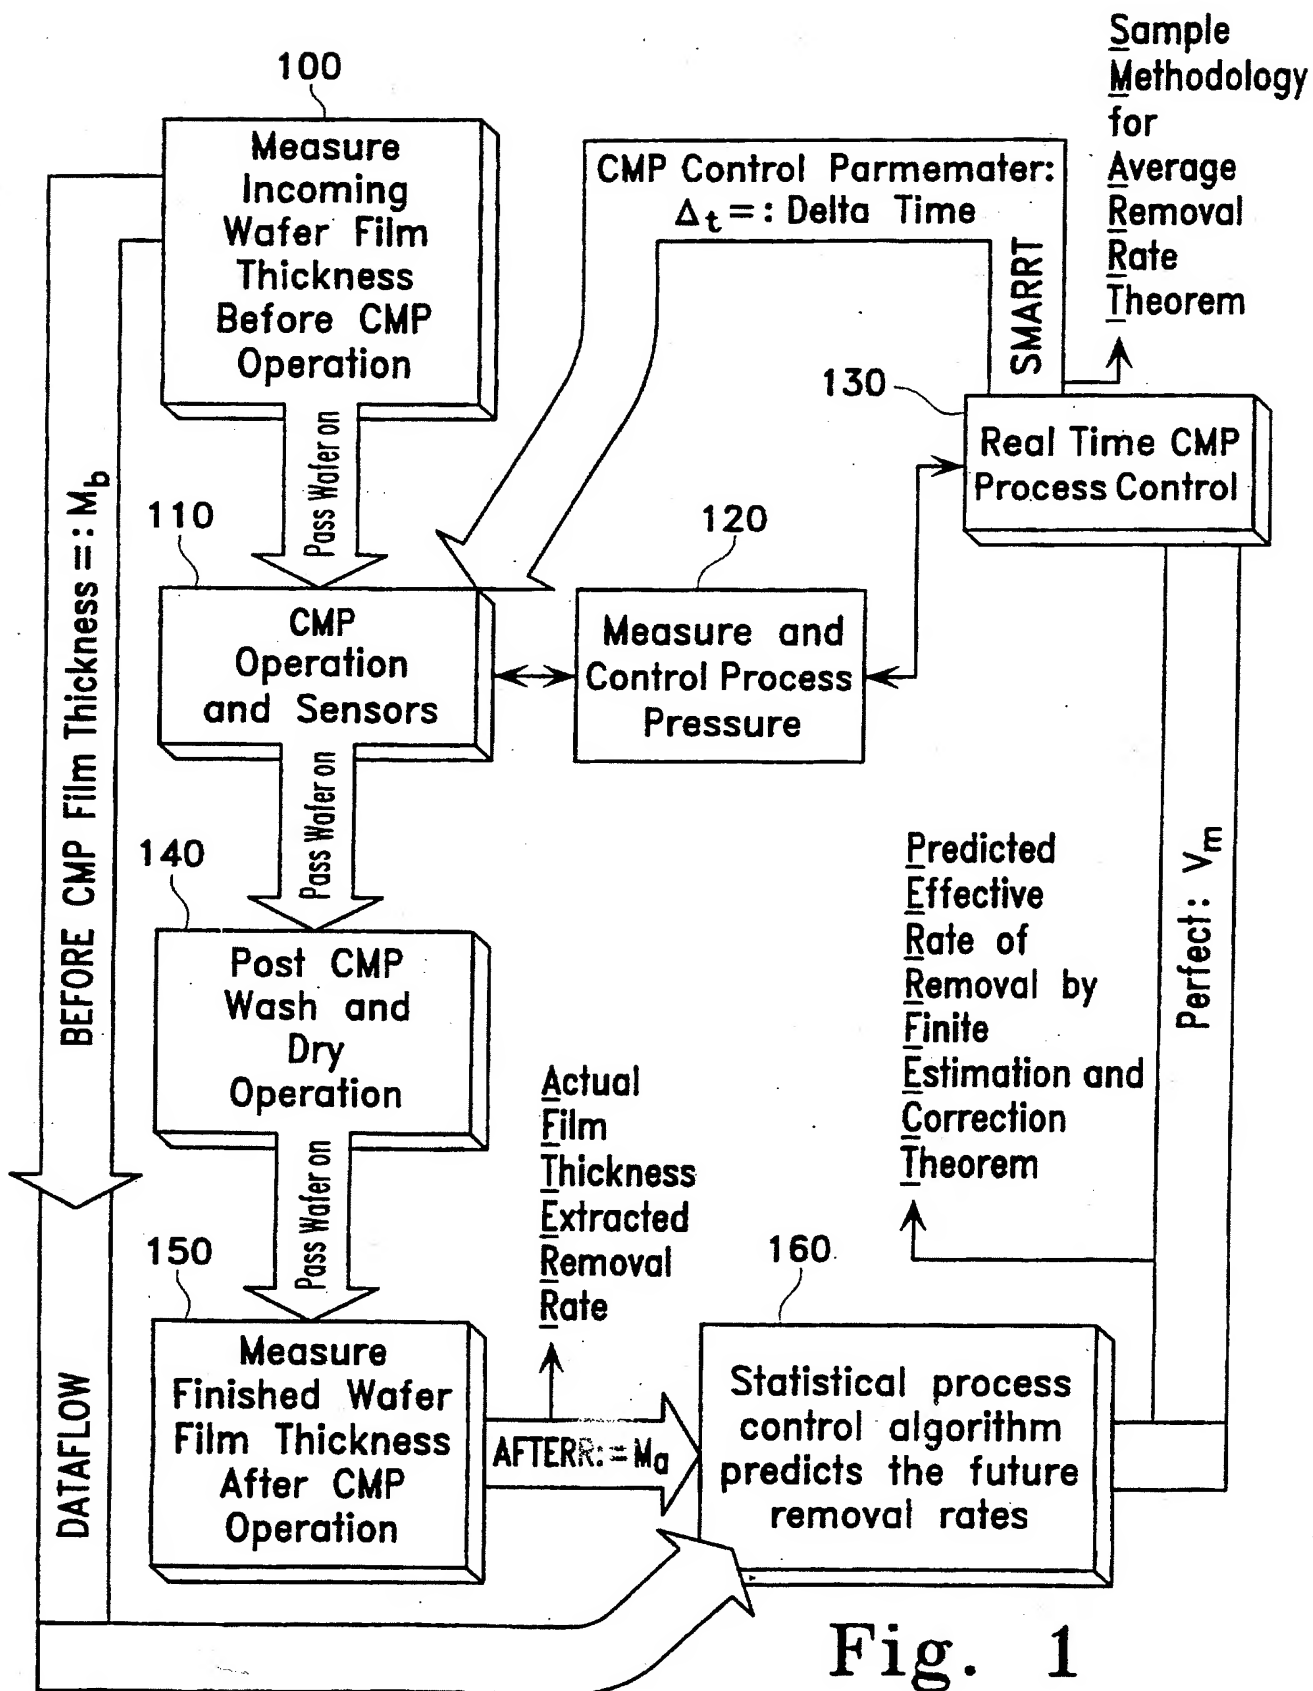 Sample
Methodology
for
Average
Removal
Rate
Theorem
100
Measure
Incoming
Wafer Film
Thickness
Before CMP
Operation
CMP Control Parmemater:
Δt =: Delta Time
SMARRT
130
Real Time CMP
Process Control
Pass Wafer on
110
CMP
Operation
and Sensors
120
Measure and
Control Process
Pressure
BEFORE CMP Film Thickness =: Mb
Pass Wafer on
140
Post CMP
Wash and
Dry
Operation
Predicted
Effective
Rate of
Removal by
Finite
Estimation and
Correction
Theorem
Perfect: Vm
Pass Wafer on
Actual
Film
Thickness
Extracted
Removal
Rate
150
Measure
Finished Wafer
Film Thickness
After CMP
Operation
AFTERR:=Ma
160
Statistical process
control algorithm
predicts the future
removal rates
DATAFLOW
Fig. 1